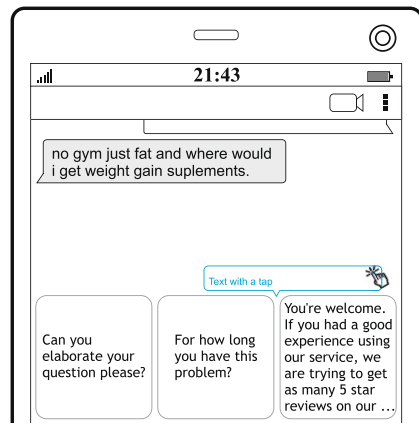 21:43
no gym just fat and where would
i get weight gain suplements.
Text with a tap
Can you
elaborate your
question please?
For how long
you have this
problem?
You're welcome.
If you had a good
experience using
our service, we
are trying to get
as many 5 star
reviews on our ...